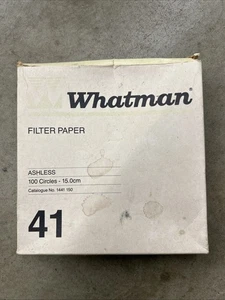 Whatman®
FILTER PAPER
ASHLESS
100 Circles - 15.0cm
Catalogue No. 1441 150
41